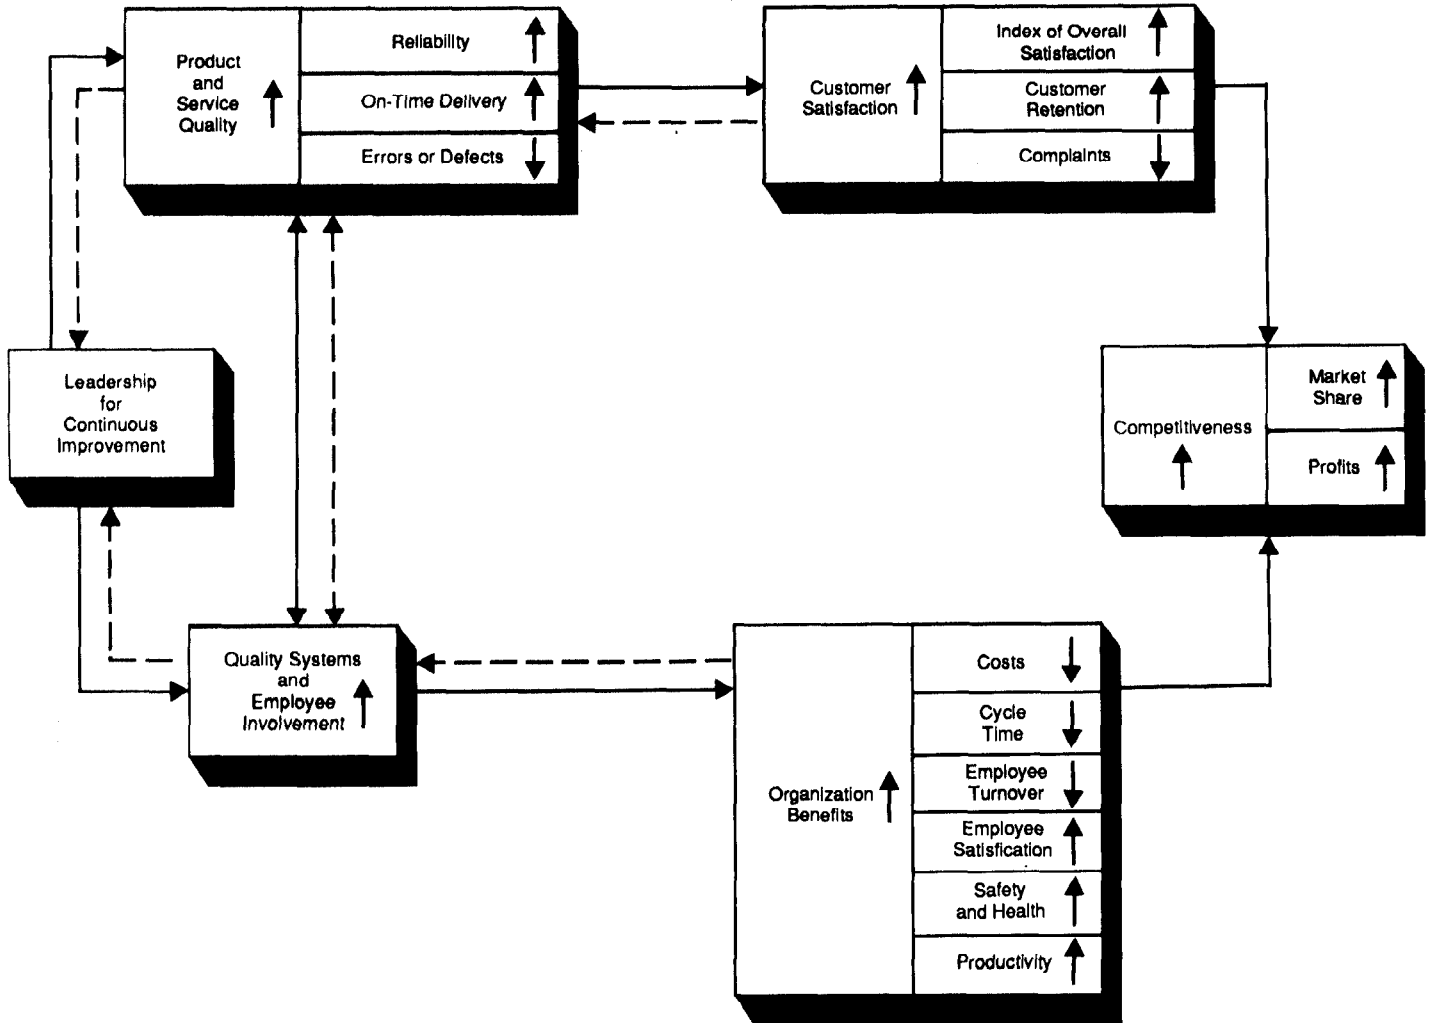 Product
and
Service
Quality
Reliability
On-Time Delivery
Errors or Defects
Customer
Satisfaction
Index of Overall
Satisfaction
Customer
Retention
Complaints
Leadership
for
Continuous
Improvement
Competitiveness
Market
Share
Profits
Quality Systems
and
Employee
Involvement
Organization
Benefits
Costs
Cycle
Time
Employee
Turnover
Employee
Satisfication
Safety
and Health
Productivity